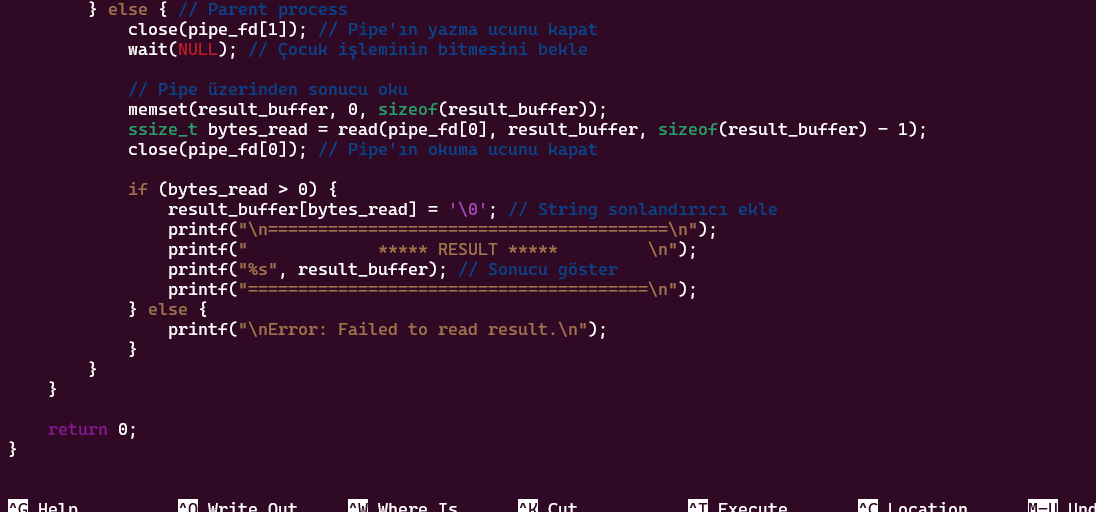 } else { // Parent process
            close(pipe_fd[1]); // Pipe'ın yazma ucunu kapat
            wait(NULL); // Çocuk işleminin bitmesini bekle

            // Pipe üzerinden sonucu oku
            memset(result_buffer, 0, sizeof(result_buffer));
            ssize_t bytes_read = read(pipe_fd[0], result_buffer, sizeof(result_buffer) - 1);
            close(pipe_fd[0]); // Pipe'ın okuma ucunu kapat

            if (bytes_read > 0) {
                result_buffer[bytes_read] = '\0'; // String sonlandırıcı ekle
                printf("\n========================================\n");
                printf("             ***** RESULT *****         \n");
                printf("%s", result_buffer); // Sonucu göster
                printf("========================================\n");
            } else {
                printf("\nError: Failed to read result.\n");
            }
        }
    }

    return 0;
}

^G Help ^O Write Out ^W Where Is ^K Cut ^T Execute ^C Location M-U Und